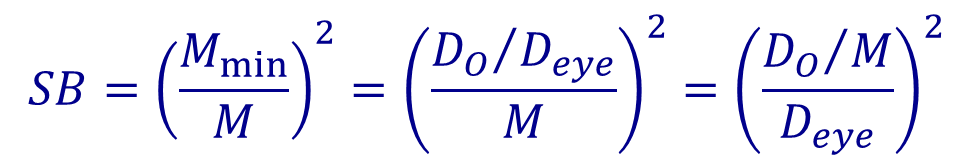 SB = (M_min / M)^2 = ((D_O/D_eye) / M)^2 = ((D_O/M) / D_eye)^2